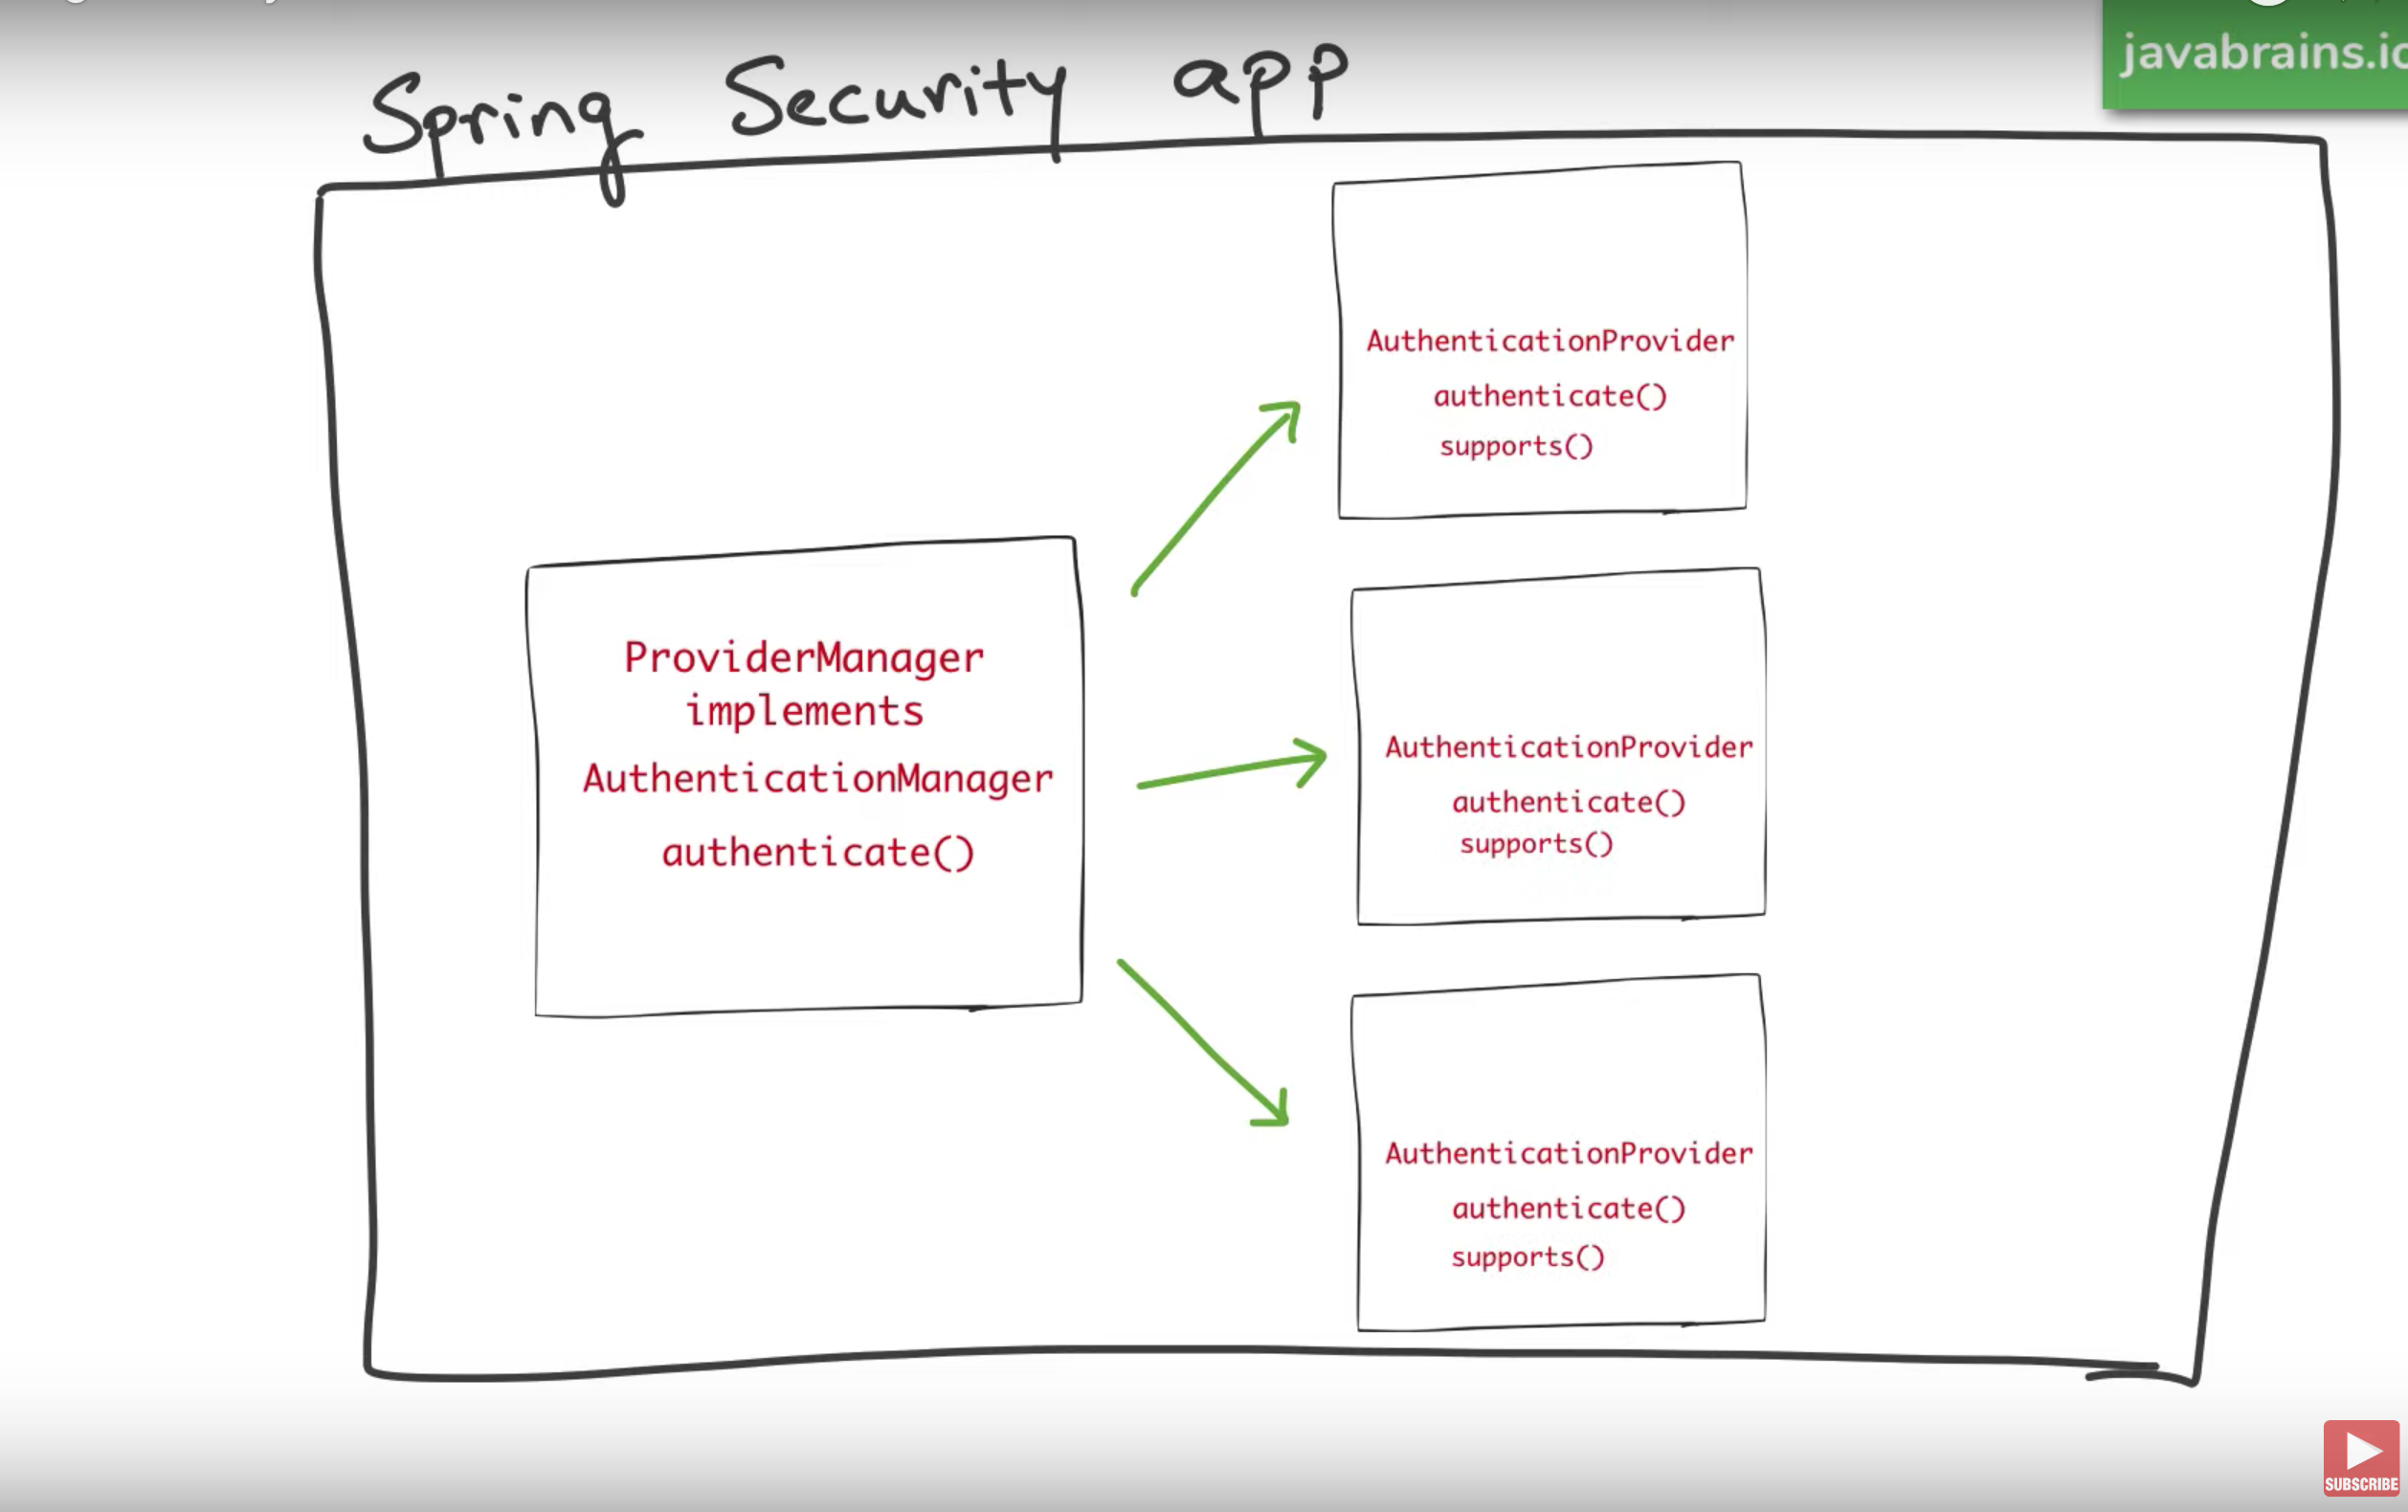 Spring Security app
javabrains.io
AuthenticationProvider
authenticate()
supports()
ProviderManager
implements
AuthenticationManager
authenticate()
AuthenticationProvider
authenticate()
supports()
AuthenticationProvider
authenticate()
supports()
SUBSCRIBE